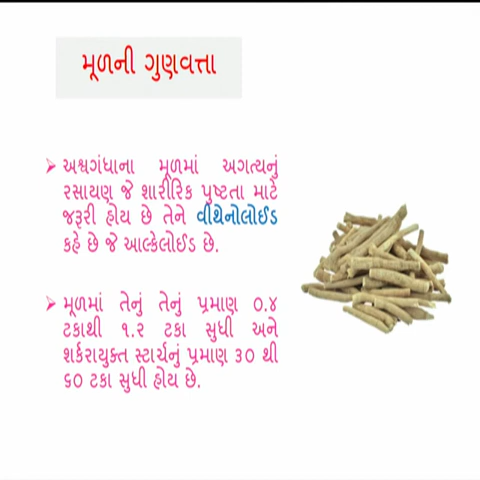 મૂળની ગુણવત્તા
➢ અશ્વગંધાના મૂળમાં અગત્યનું
રસાયણ જે શારીરિક પુષ્ટતા માટે
જરૂરી હોય છે તેને વીથેનોલોઈડ
કહે છે જે આલ્કેલોઈડ છે.
➢ મૂળમાં તેનું તેનું પ્રમાણ ૦.૪
ટકાથી ૧.૨ ટકા સુધી અને
શર્કરાયુક્ત સ્ટાર્ચનું પ્રમાણ ૩૦ થી
૬૦ ટકા સુધી હોય છે.